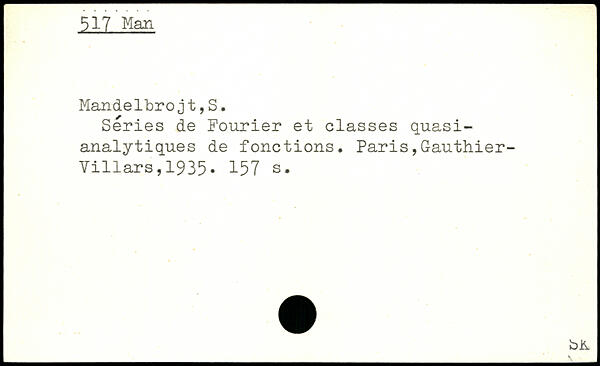 517 Man
Mandelbrojt,S.
Séries de Fourier et classes quasi-
analytiques de fonctions. Paris,Gauthier-
Villars,1935. 157 s.
SK